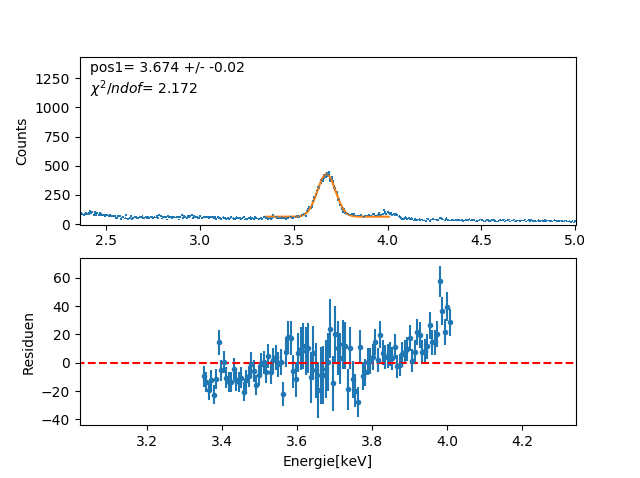 pos1= 3.674 +/- -0.02
χ²/ndof= 2.172
Counts
1250
1000
750
500
250
0
2.5 3.0 3.5 4.0 4.5 5.0
Residuen
60
40
20
0
−20
−40
3.2 3.4 3.6 3.8 4.0 4.2
Energie[keV]